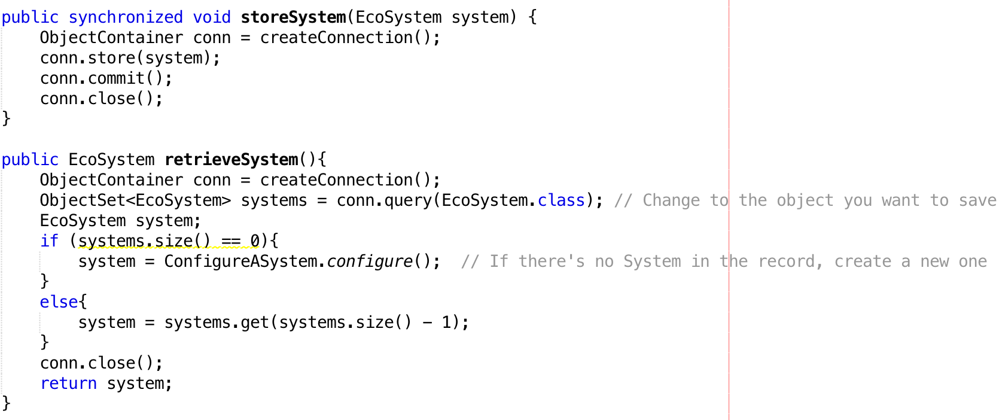 public synchronized void storeSystem(EcoSystem system) {
    ObjectContainer conn = createConnection();
    conn.store(system);
    conn.commit();
    conn.close();
}

public EcoSystem retrieveSystem(){
    ObjectContainer conn = createConnection();
    ObjectSet<EcoSystem> systems = conn.query(EcoSystem.class); // Change to the object you want to save
    EcoSystem system;
    if (systems.size() == 0){
        system = ConfigureASystem.configure();  // If there's no System in the record, create a new one
    }
    else{
        system = systems.get(systems.size() - 1);
    }
    conn.close();
    return system;
}